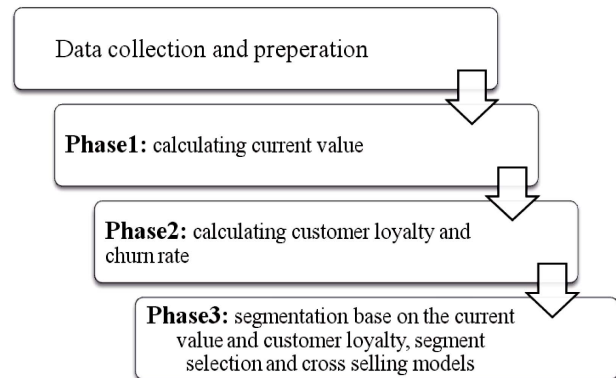 Data collection and preperation
Phase1: calculating current value
Phase2: calculating customer loyalty and
churn rate
Phase3: segmentation base on the current
value and customer loyalty, segment
selection and cross selling models